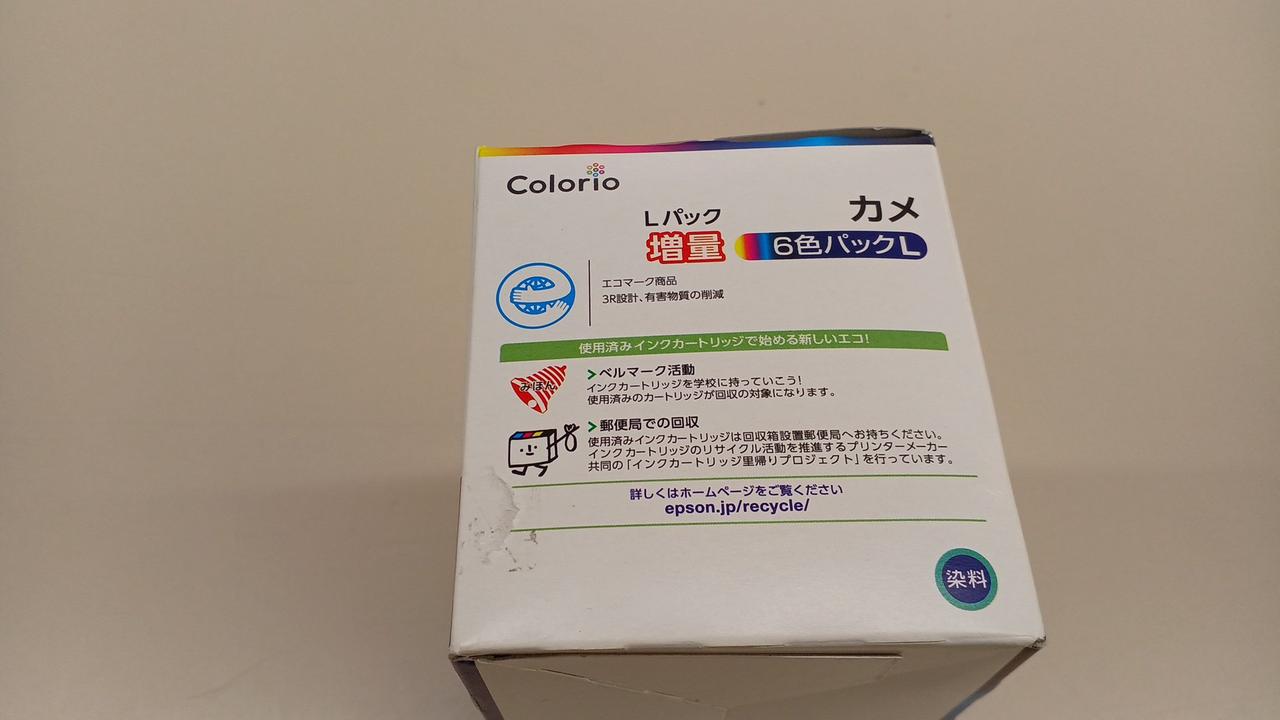 Colorio
カメ
Lパック
増量
6色パックL
エコマーク商品
3R設計、有害物質の削減
使用済みインクカートリッジで始める新しいエコ!
みほん
ベルマーク活動
インクカートリッジを学校に持っていこう!
使用済みのカートリッジが回収の対象になります。
郵便局での回収
使用済みインクカートリッジは回収箱設置郵便局へお持ちください。
インクカートリッジのリサイクル活動を推進するプリンターメーカー
共同の「インクカートリッジ里帰りプロジェクト」を行っています。
詳しくはホームページをご覧ください
epson.jp/recycle/
染料